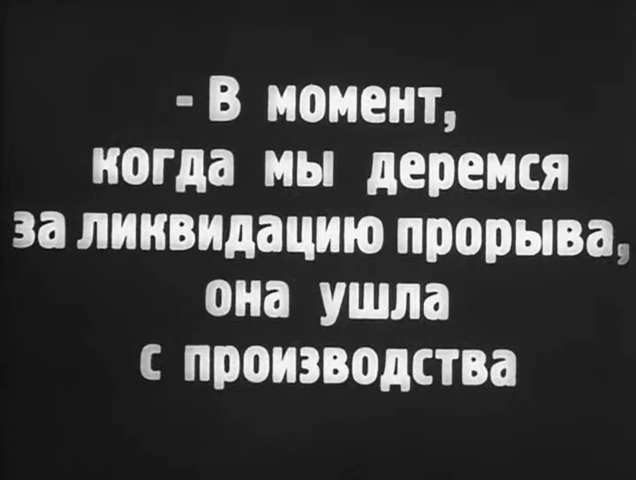 - В момент,
когда мы деремся
за ликвидацию прорыва,
она ушла
с производства